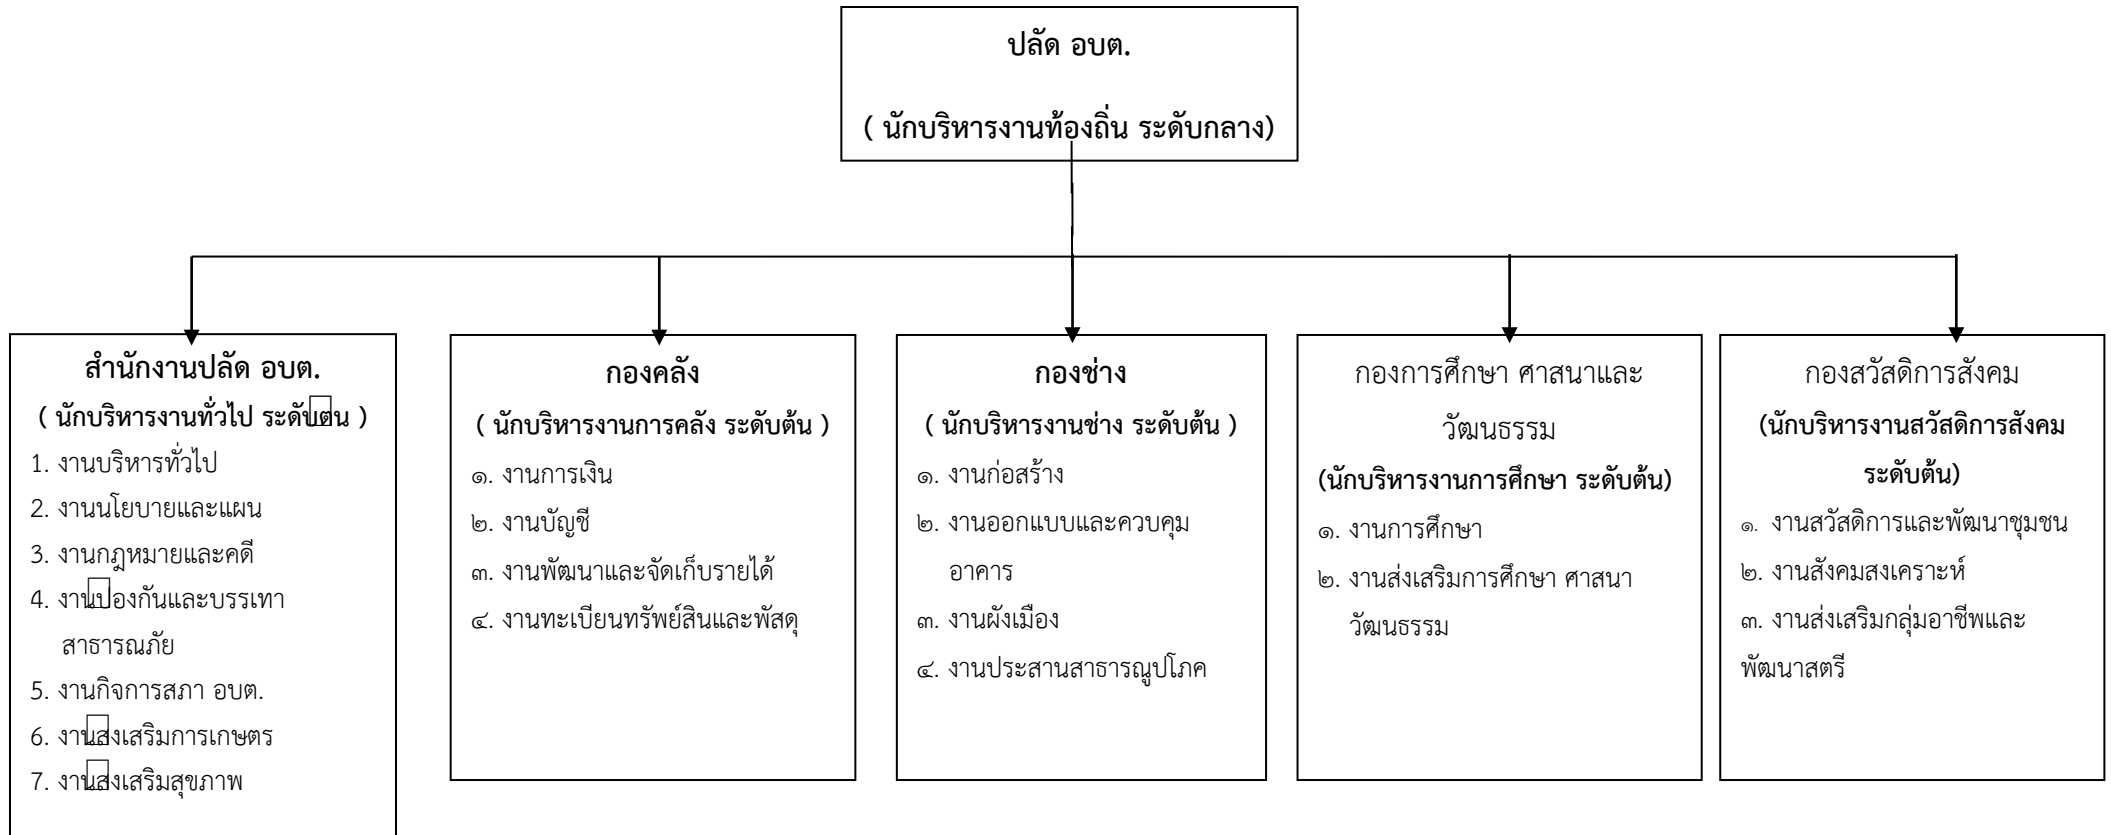 ปลัด อบต.
( นักบริหารงานท้องถิ่น ระดับกลาง)
สำนักงานปลัด อบต.
( นักบริหารงานทั่วไป ระดับตน )
1. งานบริหารทั่วไป
2. งานนโยบายและแผน
3. งานกฎหมายและคดี
4. งานปองกันและบรรเทา
สาธารณภัย
5. งานกิจการสภา อบต.
6. งานสงเสริมการเกษตร
7. งานสงเสริมสุขภาพ
กองคลัง
( นักบริหารงานการคลัง ระดับต้น )
๑. งานการเงิน
๒. งานบัญชี
๓. งานพัฒนาและจัดเก็บรายได้
๔. งานทะเบียนทรัพย์สินและพัสดุ
กองช่าง
( นักบริหารงานช่าง ระดับต้น )
๑. งานก่อสร้าง
๒. งานออกแบบและควบคุม
อาคาร
๓. งานผังเมือง
๔. งานประสานสาธารณูปโภค
กองการศึกษา ศาสนาและ
วัฒนธรรม
(นักบริหารงานการศึกษา ระดับต้น)
๑. งานการศึกษา
๒. งานส่งเสริมการศึกษา ศาสนา
วัฒนธรรม
กองสวัสดิการสังคม
(นักบริหารงานสวัสดิการสังคม
ระดับต้น)
๑. งานสวัสดิการและพัฒนาชุมชน
๒. งานสังคมสงเคราะห์
๓. งานส่งเสริมกลุ่มอาชีพและ
พัฒนาสตรี